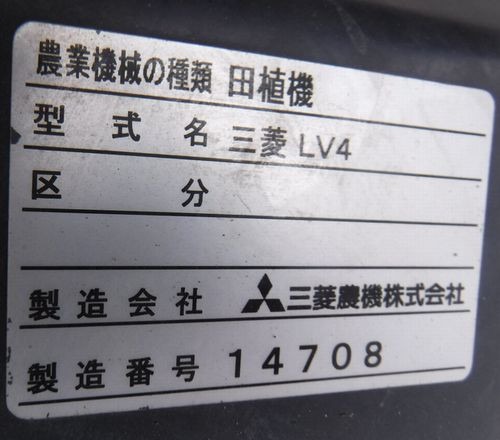 農業機械の種類 田植機
型式名 三菱 LV4
区分
製造会社 三菱農機株式会社
製造番号 14708